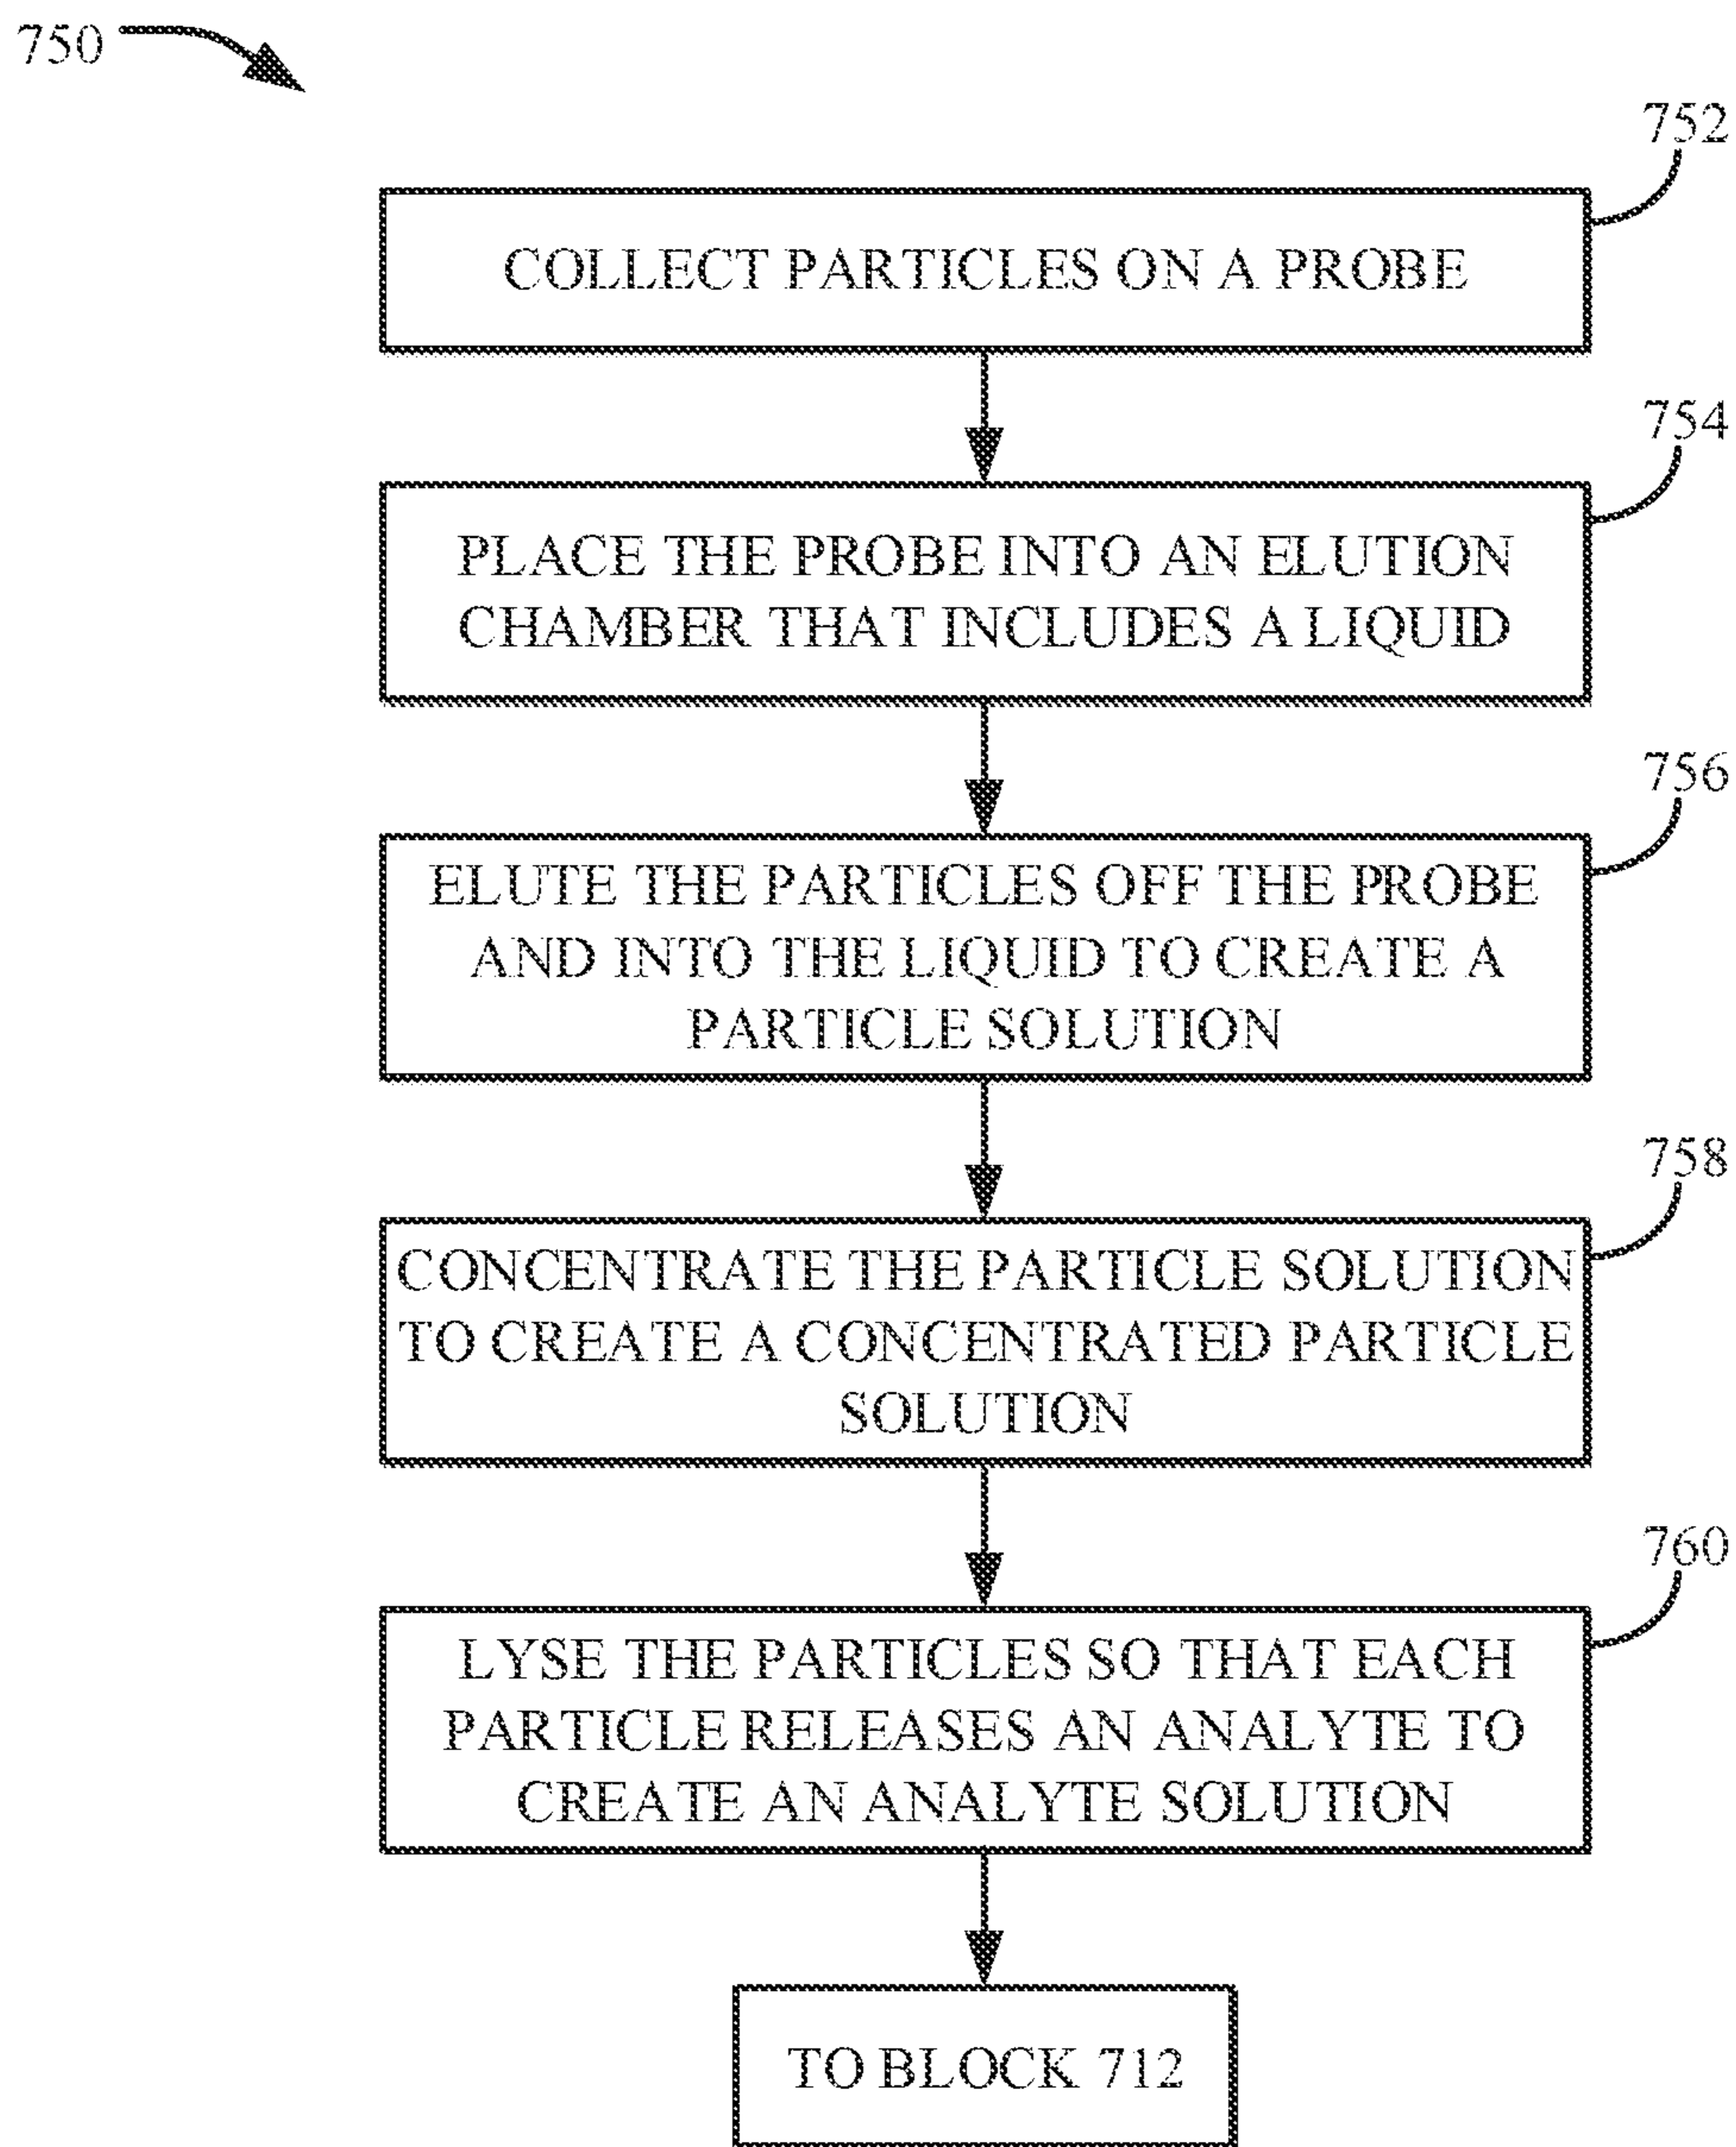 750
752
COLLECT PARTICLES ON A PROBE
754
PLACE THE PROBE INTO AN ELUTION
CHAMBER THAT INCLUDES A LIQUID
756
ELUTE THE PARTICLES OFF THE PROBE
AND INTO THE LIQUID TO CREATE A
PARTICLE SOLUTION
758
CONCENTRATE THE PARTICLE SOLUTION
TO CREATE A CONCENTRATED PARTICLE
SOLUTION
760
LYSE THE PARTICLES SO THAT EACH
PARTICLE RELEASES AN ANALYTE TO
CREATE AN ANALYTE SOLUTION
TO BLOCK 712